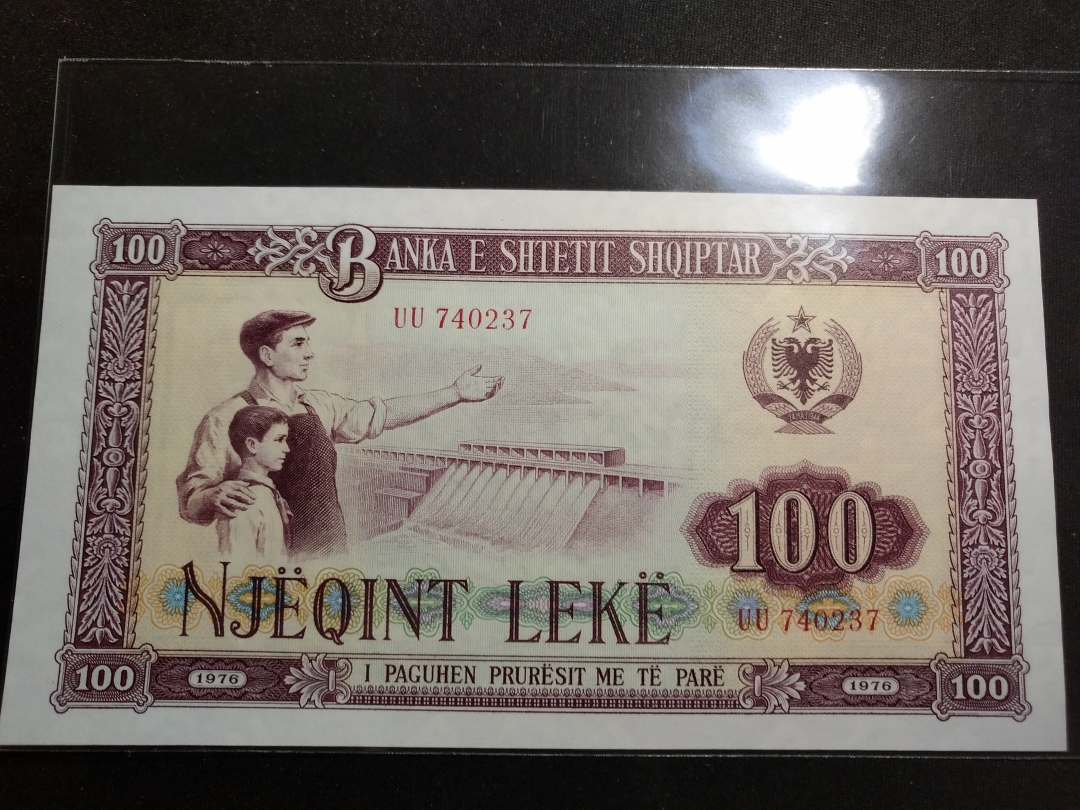 100 BANKA E SHTETIT SHQIPTAR 100
UU 740237
100
NJËQINT LEKË
UU 740237
100 1976 I PAGUHEN PRURËSIT ME TË PARË 1976 100